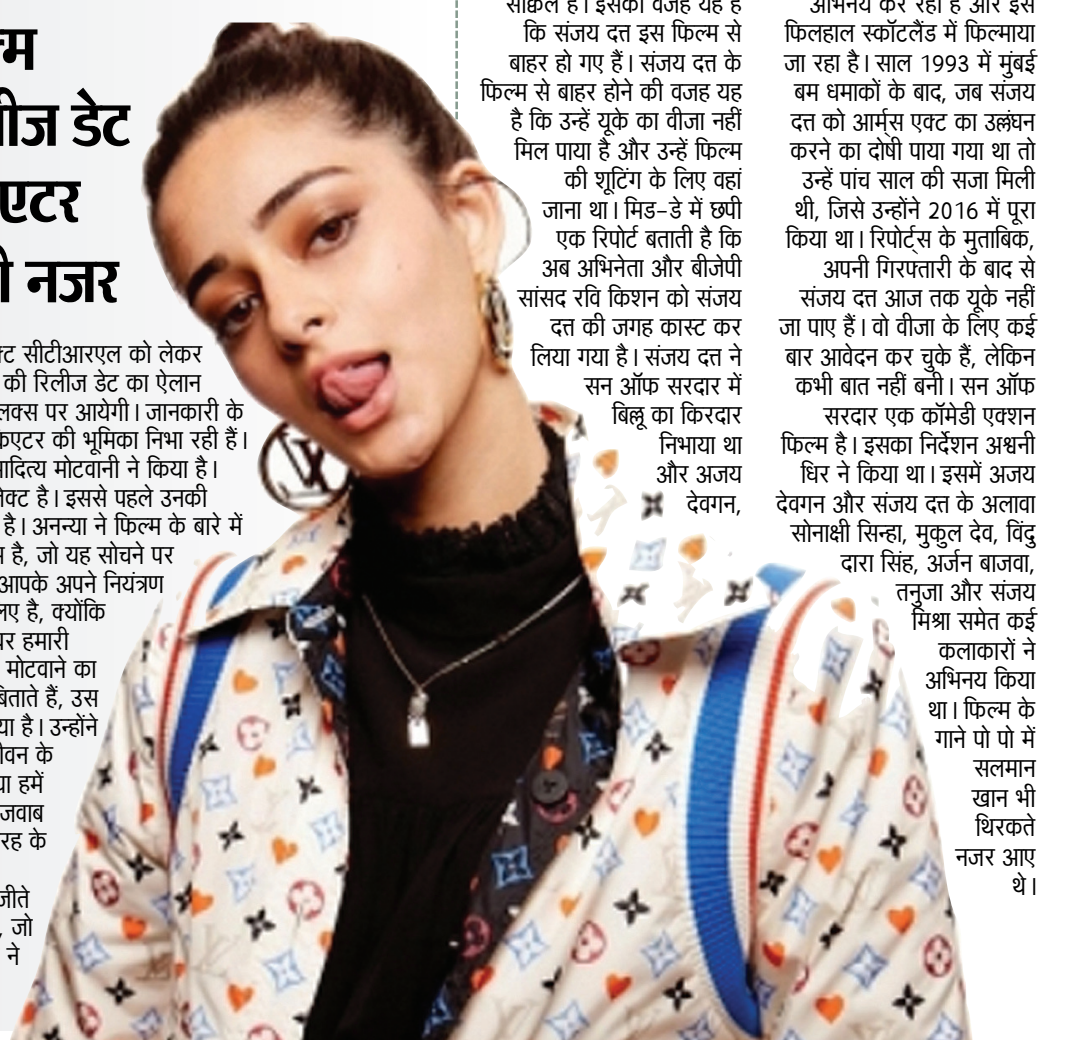 म
ीज डेट
एटर
ी नजर
क्ट सीटीआरएल को लेकर
की रिलीज डेट का ऐलान
लक्स पर आयेगी। जानकारी के
केएटर की भूमिका निभा रही हैं।
मादित्य मोटवानी ने किया है।
जेक्ट है। इससे पहले उनकी
है। अनन्या ने फिल्म के बारे में
म है, जो यह सोचने पर
आपके अपने नियंत्रण
लए है, क्योंकि
पर हमारी
मोटवाने का
बिताते हैं, उस
या है। उन्होंने
ीवन के
या हमें
जवाब
रह के
जीते
, जो
ने
सीक्वल है। इसकी वजह यह है
कि संजय दत्त इस फिल्म से
बाहर हो गए हैं। संजय दत्त के
फिल्म से बाहर होने की वजह यह
है कि उन्हें यूके का वीजा नहीं
मिल पाया है और उन्हें फिल्म
की शूटिंग के लिए वहां
जाना था। मिड-डे में छपी
एक रिपोर्ट बताती है कि
अब अभिनेता और बीजेपी
सांसद रवि किशन को संजय
दत्त की जगह कास्ट कर
लिया गया है। संजय दत्त ने
सन ऑफ सरदार में
बिल्लू का किरदार
निभाया था
और अजय
देवगन,
अभिनय कर रहा है और इसे
फिलहाल स्कॉटलैंड में फिल्माया
जा रहा है। साल 1993 में मुंबई
बम धमाकों के बाद, जब संजय
दत्त को आर्म्स एक्ट का उल्लंघन
करने का दोषी पाया गया था तो
उन्हें पांच साल की सजा मिली
थी, जिसे उन्होंने 2016 में पूरा
किया था। रिपोर्ट्स के मुताबिक,
अपनी गिरफ्तारी के बाद से
संजय दत्त आज तक यूके नहीं
जा पाए हैं। वो वीजा के लिए कई
बार आवेदन कर चुके हैं, लेकिन
कभी बात नहीं बनी। सन ऑफ
सरदार एक कॉमेडी एक्शन
फिल्म है। इसका निर्देशन अश्वनी
धिर ने किया था। इसमें अजय
देवगन और संजय दत्त के अलावा
सोनाक्षी सिन्हा, मुकुल देव, विंदु
दारा सिंह, अर्जन बाजवा,
तनुजा और संजय
मिश्रा समेत कई
कलाकारों ने
अभिनय किया
था। फिल्म के
गाने पो पो में
सलमान
खान भी
थिरकते
नजर आए
थे।